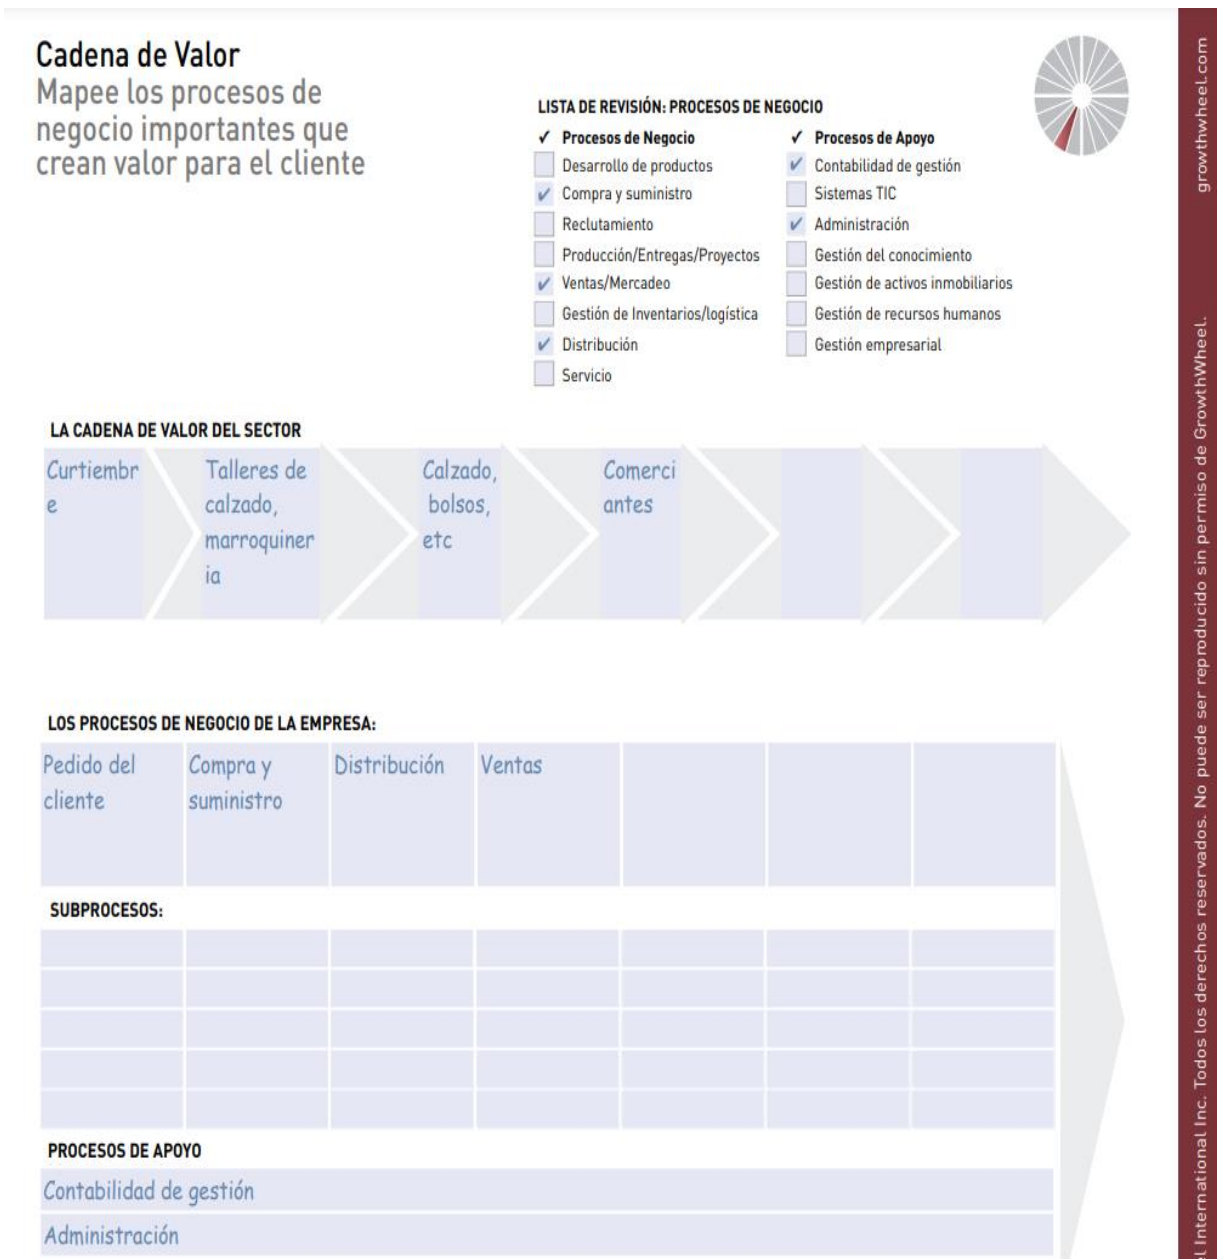 Cadena de Valor
Mapee los procesos de
negocio importantes que
crean valor para el cliente
LISTA DE REVISIÓN: PROCESOS DE NEGOCIO
✓ Procesos de Negocio
Desarrollo de productos
✔ Compra y suministro
Reclutamiento
Producción/Entregas/Proyectos
✔ Ventas/Mercadeo
Gestión de Inventarios/logística
✔ Distribución
Servicio
✓ Procesos de Apoyo
✔ Contabilidad de gestión
Sistemas TIC
✔ Administración
Gestión del conocimiento
Gestión de activos inmobiliarios
Gestión de recursos humanos
Gestión empresarial
LA CADENA DE VALOR DEL SECTOR
Curtiembr
e
Talleres de
calzado,
marroquiner
ia
Calzado,
bolsos,
etc
Comerci
antes
LOS PROCESOS DE NEGOCIO DE LA EMPRESA:
Pedido del
cliente
Compra y
suministro
Distribución
Ventas
SUBPROCESOS:
PROCESOS DE APOYO
Contabilidad de gestión
Administración
International Inc. Todos los derechos reservados. No puede ser reproducido sin permiso de GrowthWheel.
growthwheel.com